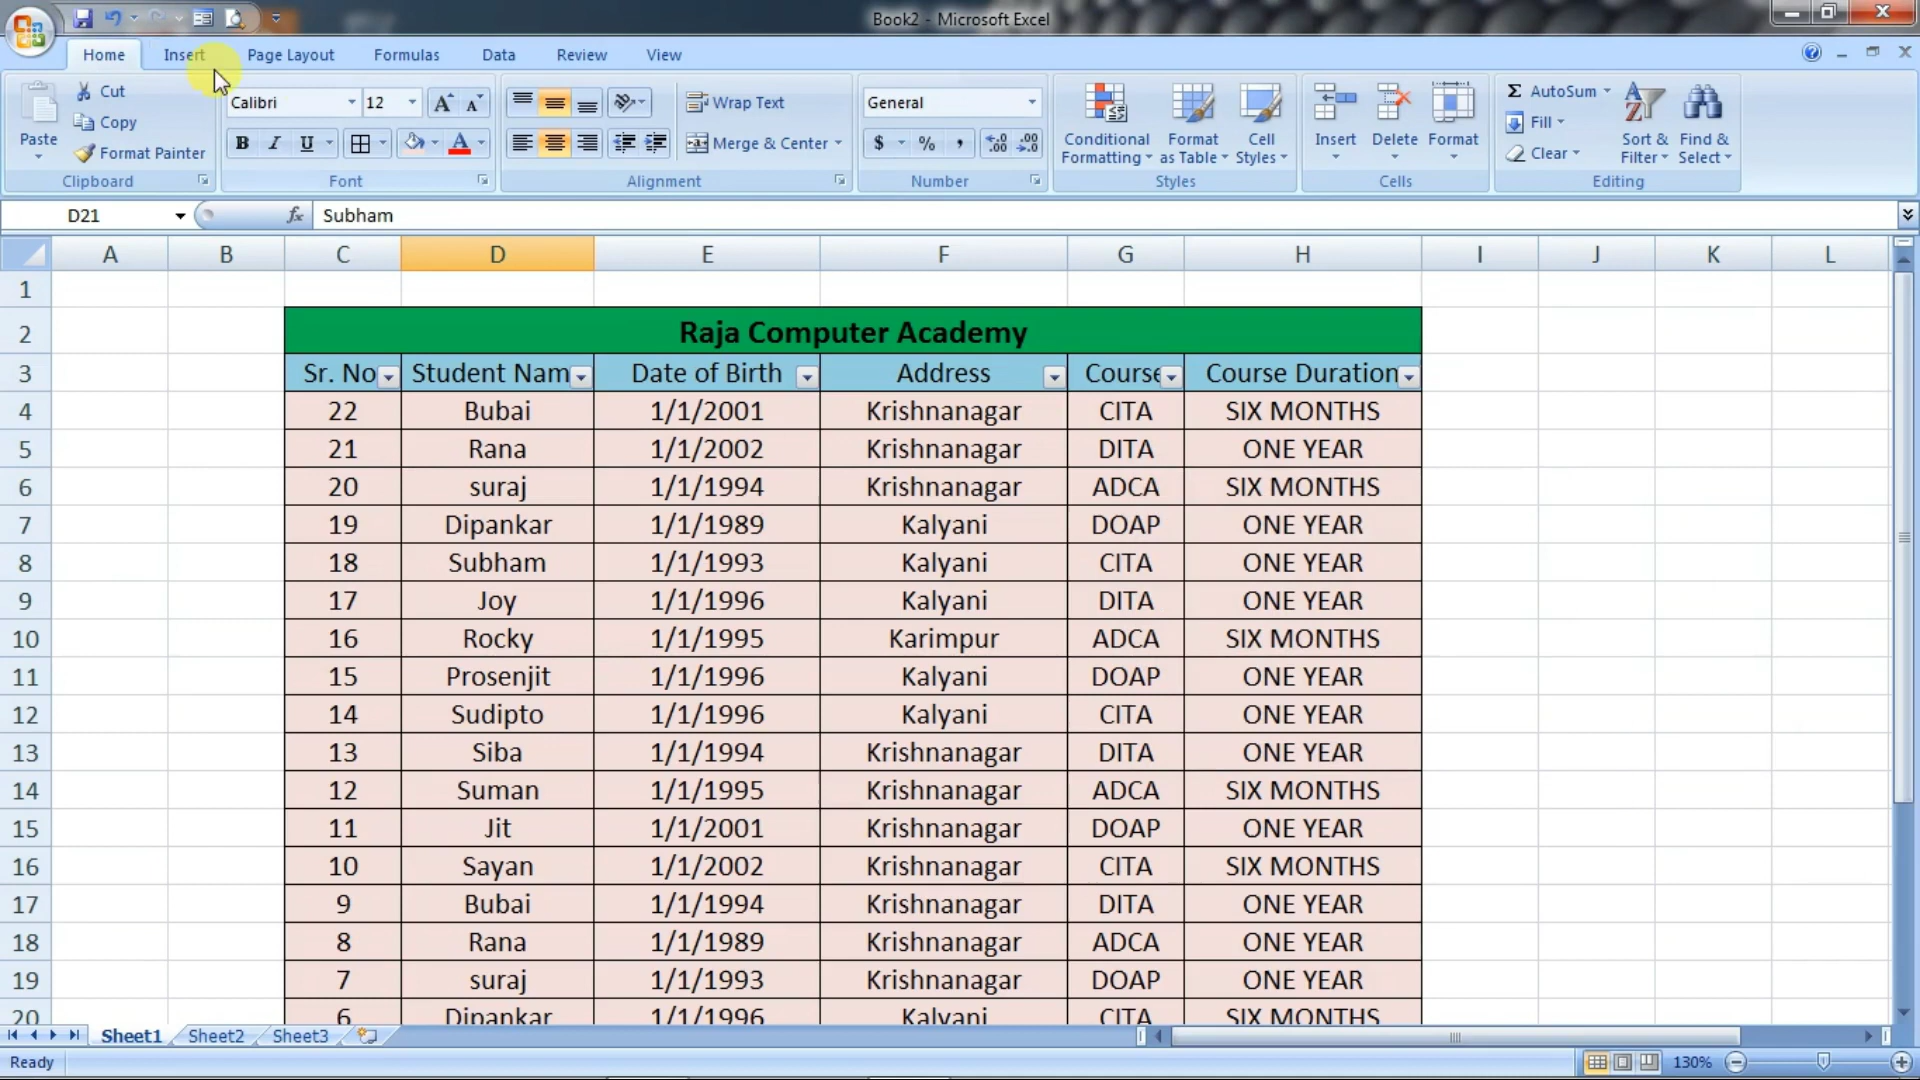 Book2 - Microsoft Excel
Home Insert Page Layout Formulas Data Review View
Paste Cut Copy Format Painter Clipboard
Calibri 12 B I U A Font
Wrap Text Merge & Center Alignment
General $ % , Number
Conditional Formatting Format as Table Cell Styles Styles
Insert Delete Format Cells
Σ AutoSum Fill Clear Sort & Filter Find & Select Editing
D21 fx Subham
A B C D E F G H I J K L
1
2 Raja Computer Academy
3 Sr. No Student Nam Date of Birth Address Course Course Duration
4 22 Bubai 1/1/2001 Krishnanagar CITA SIX MONTHS
5 21 Rana 1/1/2002 Krishnanagar DITA ONE YEAR
6 20 suraj 1/1/1994 Krishnanagar ADCA SIX MONTHS
7 19 Dipankar 1/1/1989 Kalyani DOAP ONE YEAR
8 18 Subham 1/1/1993 Kalyani CITA ONE YEAR
9 17 Joy 1/1/1996 Kalyani DITA ONE YEAR
10 16 Rocky 1/1/1995 Karimpur ADCA SIX MONTHS
11 15 Prosenjit 1/1/1996 Kalyani DOAP ONE YEAR
12 14 Sudipto 1/1/1996 Kalyani CITA ONE YEAR
13 13 Siba 1/1/1994 Krishnanagar DITA ONE YEAR
14 12 Suman 1/1/1995 Krishnanagar ADCA SIX MONTHS
15 11 Jit 1/1/2001 Krishnanagar DOAP ONE YEAR
16 10 Sayan 1/1/2002 Krishnanagar CITA SIX MONTHS
17 9 Bubai 1/1/1994 Krishnanagar DITA ONE YEAR
18 8 Rana 1/1/1989 Krishnanagar ADCA ONE YEAR
19 7 suraj 1/1/1993 Krishnanagar DOAP ONE YEAR
20 6 Dipankar 1/1/1996 Kalyani CITA SIX MONTHS
Sheet1 Sheet2 Sheet3
Ready 130%